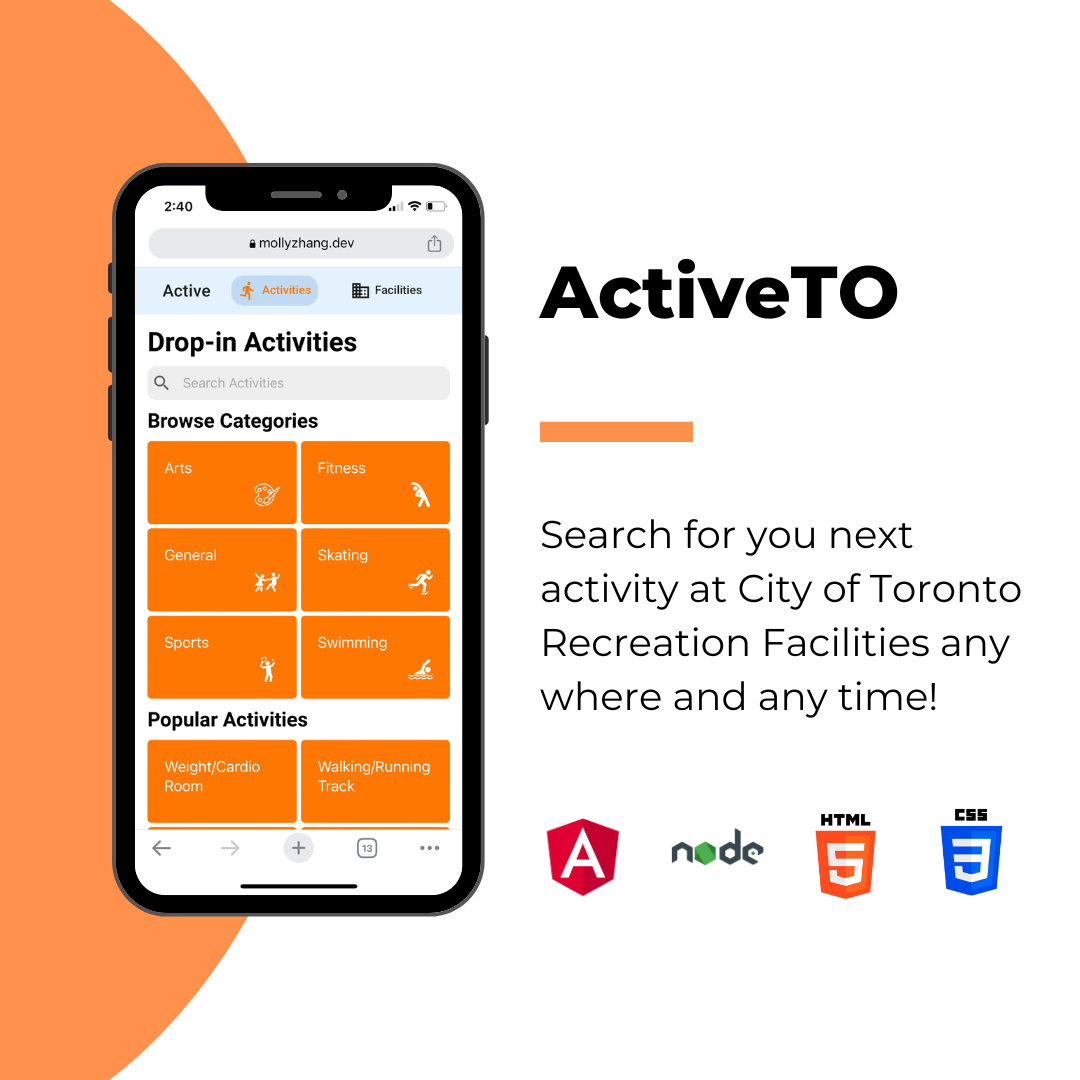 2:40
mollyzhang.dev
Active
Activities
Facilities
Drop-in Activities
Search Activities
Browse Categories
Arts
Fitness
General
Skating
Sports
Swimming
Popular Activities
Weight/Cardio
Room
Walking/Running
Track
13
ActiveTO
Search for you next
activity at City of Toronto
Recreation Facilities any
where and any time!
A
node
HTML
5
CSS
3